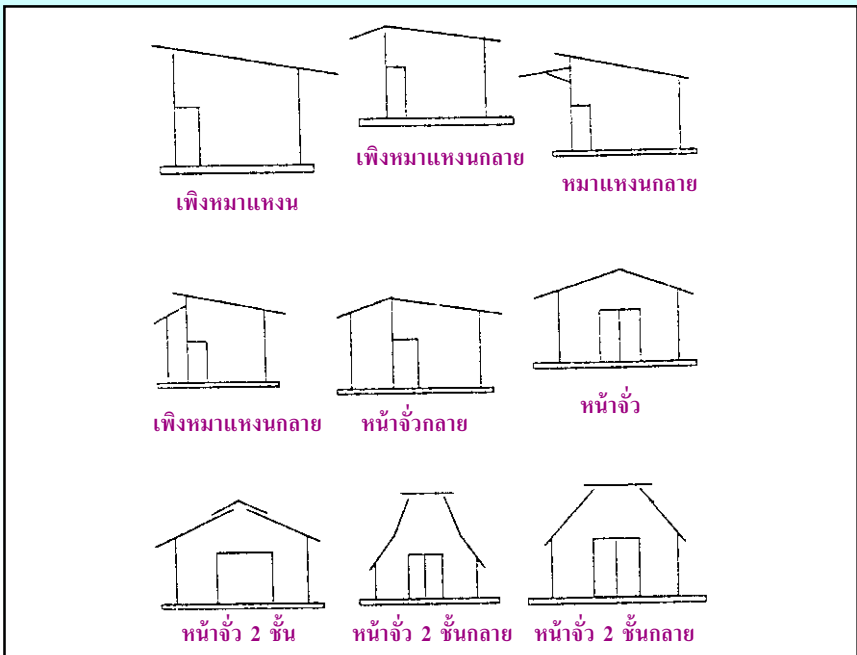 เพิงหมาแหงน
เพิงหมาแหงนกลาย
หมาแหงนกลาย
เพิงหมาแหงนกลาย
หน้าจั่วกลาย
หน้าจั่ว
หน้าจั่ว 2 ชั้น
หน้าจั่ว 2 ชั้นกลาย
หน้าจั่ว 2 ชั้นกลาย